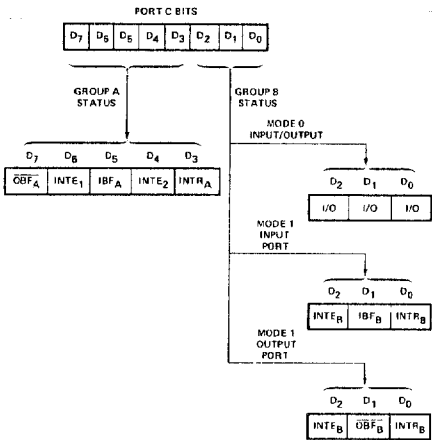 PORT C BITS
D7 D6 D5 D4 D3 D2 D1 D0
GROUP A STATUS
GROUP B STATUS
MODE 0 INPUT/OUTPUT
D7 D6 D5 D4 D3
OBFA INTE1 IBFA INTE2 INTRA
D2 D1 D0
I/O I/O I/O
MODE 1 INPUT PORT
D2 D1 D0
INTEB IBFB INTRB
MODE 1 OUTPUT PORT
D2 D1 D0
INTEB OBFB INTRB